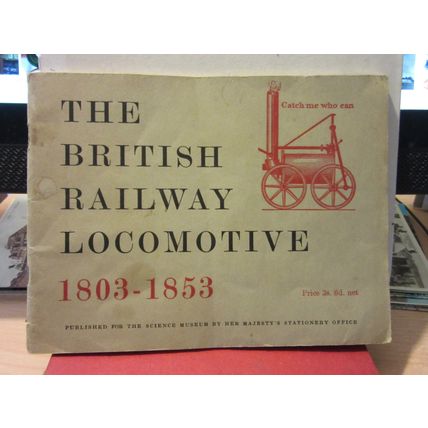 Catch me who can
THE
BRITISH
RAILWAY
LOCOMOTIVE
1803-1853
Price 2s. 6d. net
PUBLISHED FOR THE SCIENCE MUSEUM BY HER MAJESTY'S STATIONERY OFFICE